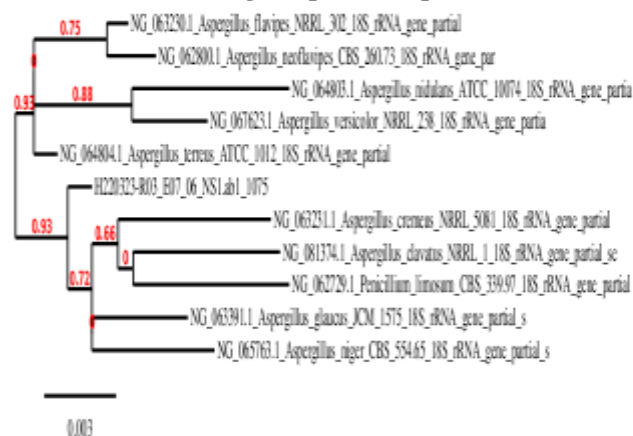 0.75
NG_063230.1_Aspergillus_flavipes_NRRL_302_18S_rRNA_gene_partial
NG_062800.1_Aspergillus_neoflavipes_CBS_260.73_18S_rRNA_gene_par
0
0.88
NG_064803.1_Aspergillus_nidulans_ATCC_10074_18S_rRNA_gene_partia
0.93
NG_067623.1_Aspergillus_versicolor_NRRL_238_18S_rRNA_gene_partia
NG_064804.1_Aspergillus_terreus_ATCC_1012_18S_rRNA_gene_partial
H220323-R03_E07_06_NS1.ab1_1075
0.93
0.66
NG_063231.1_Aspergillus_cremeus_NRRL_5081_18S_rRNA_gene_partial
0
NG_081374.1_Aspergillus_clavatus_NRRL_1_18S_rRNA_gene_partial_se
0.72
NG_062729.1_Penicillium_limosum_CBS_339.97_18S_rRNA_gene_partial
0
NG_063391.1_Aspergillus_glaucus_JCM_1575_18S_rRNA_gene_partial_s
NG_065763.1_Aspergillus_niger_CBS_554.65_18S_rRNA_gene_partial_s
0.003